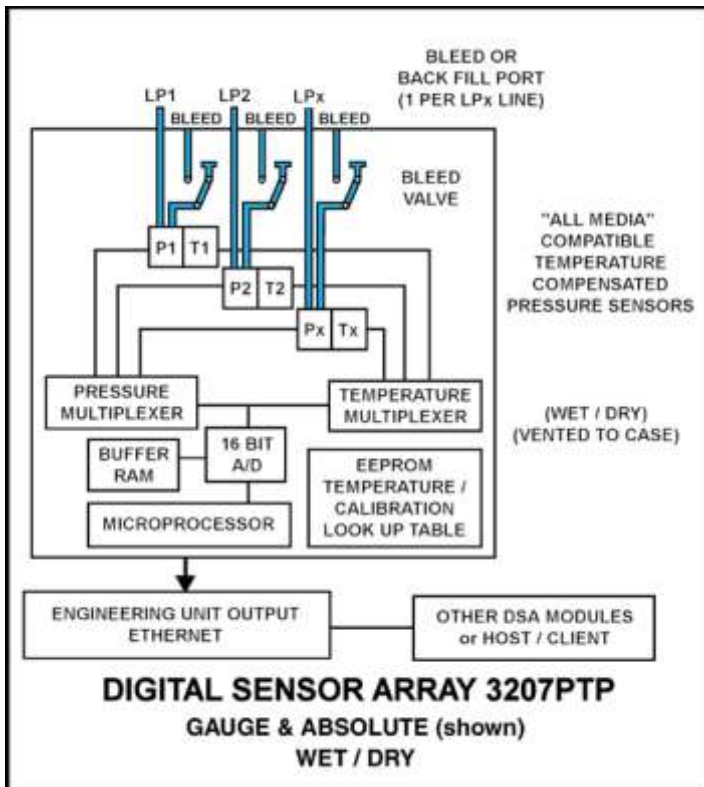 BLEED OR
BACK FILL PORT
(1 PER LPx LINE)
LP1 LP2 LPx
BLEED BLEED BLEED
BLEED
VALVE
"ALL MEDIA"
COMPATIBLE
TEMPERATURE
COMPENSATED
PRESSURE SENSORS
P1 T1
P2 T2
Px Tx
PRESSURE
MULTIPLEXER
TEMPERATURE
MULTIPLEXER
(WET / DRY)
(VENTED TO CASE)
BUFFER
RAM
16 BIT
A/D
MICROPROCESSOR
EEPROM
TEMPERATURE /
CALIBRATION
LOOK UP TABLE
ENGINEERING UNIT OUTPUT
ETHERNET
OTHER DSA MODULES
or HOST / CLIENT
DIGITAL SENSOR ARRAY 3207PTP
GAUGE & ABSOLUTE (shown)
WET / DRY